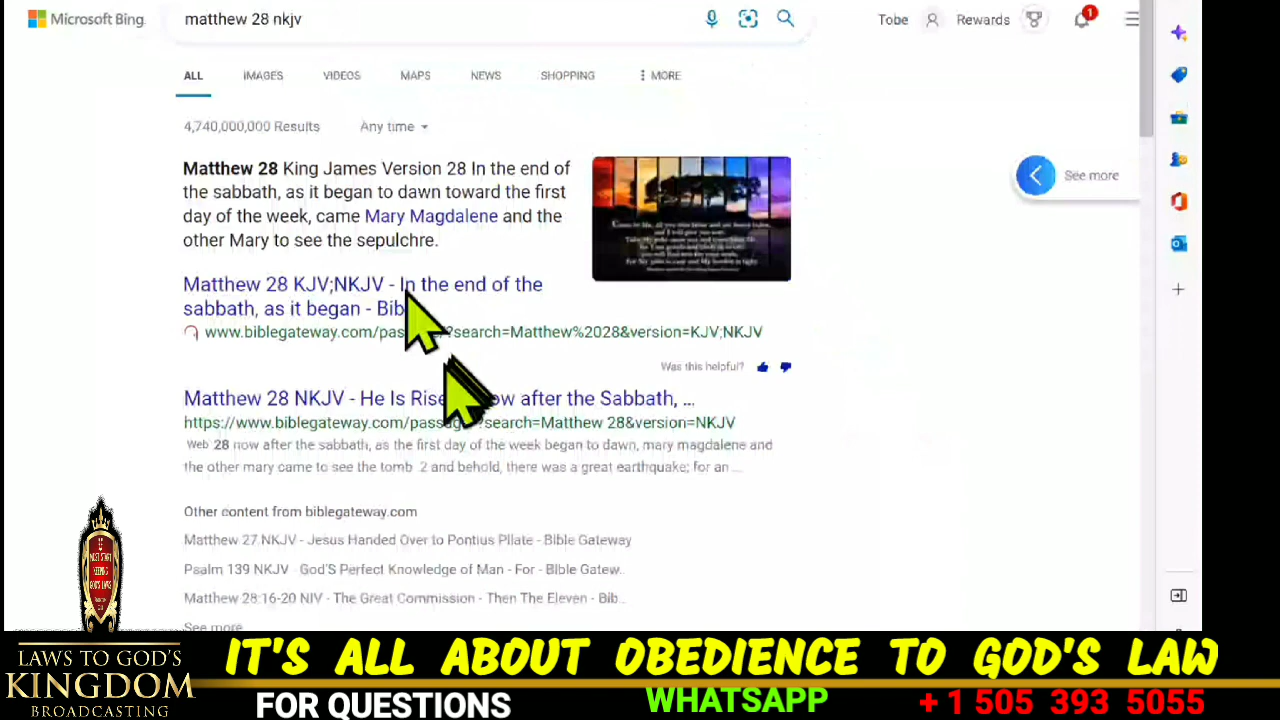 Microsoft Bing
matthew 28 nkjv
Tobe
Rewards
1
ALL
IMAGES
VIDEOS
MAPS
NEWS
SHOPPING
MORE
4,740,000,000 Results
Any time
Matthew 28 King James Version 28 In the end of
the sabbath, as it began to dawn toward the first
day of the week, came Mary Magdalene and the
other Mary to see the sepulchre.
See more
Matthew 28 KJV;NKJV - In the end of the
sabbath, as it began - Bib
www.biblegateway.com/pas ?search=Matthew%2028&version=KJV;NKJV
Was this helpful?
Matthew 28 NKJV - He Is Rise ow after the Sabbath, ...
https://www.biblegateway.com/passag ?search=Matthew 28&version=NKJV
Web 28 now after the sabbath, as the first day of the week began to dawn, mary magdalene and
the other mary came to see the tomb 2 and behold, there was a great earthquake; for an ...
Other content from biblegateway.com
Matthew 27 NKJV - Jesus Handed Over to Pontius Pilate - Bible Gateway
Psalm 139 NKJV - God'S Perfect Knowledge of Man - For - Bible Gatew..
Matthew 28:16-20 NIV - The Great Commission - Then The Eleven - Bib..
See more
LAWS TO GOD'S
KINGDOM
BROADCASTING
IT'S ALL ABOUT OBEDIENCE TO GOD'S LAW
FOR QUESTIONS
WHATSAPP
+ 1 505 393 5055